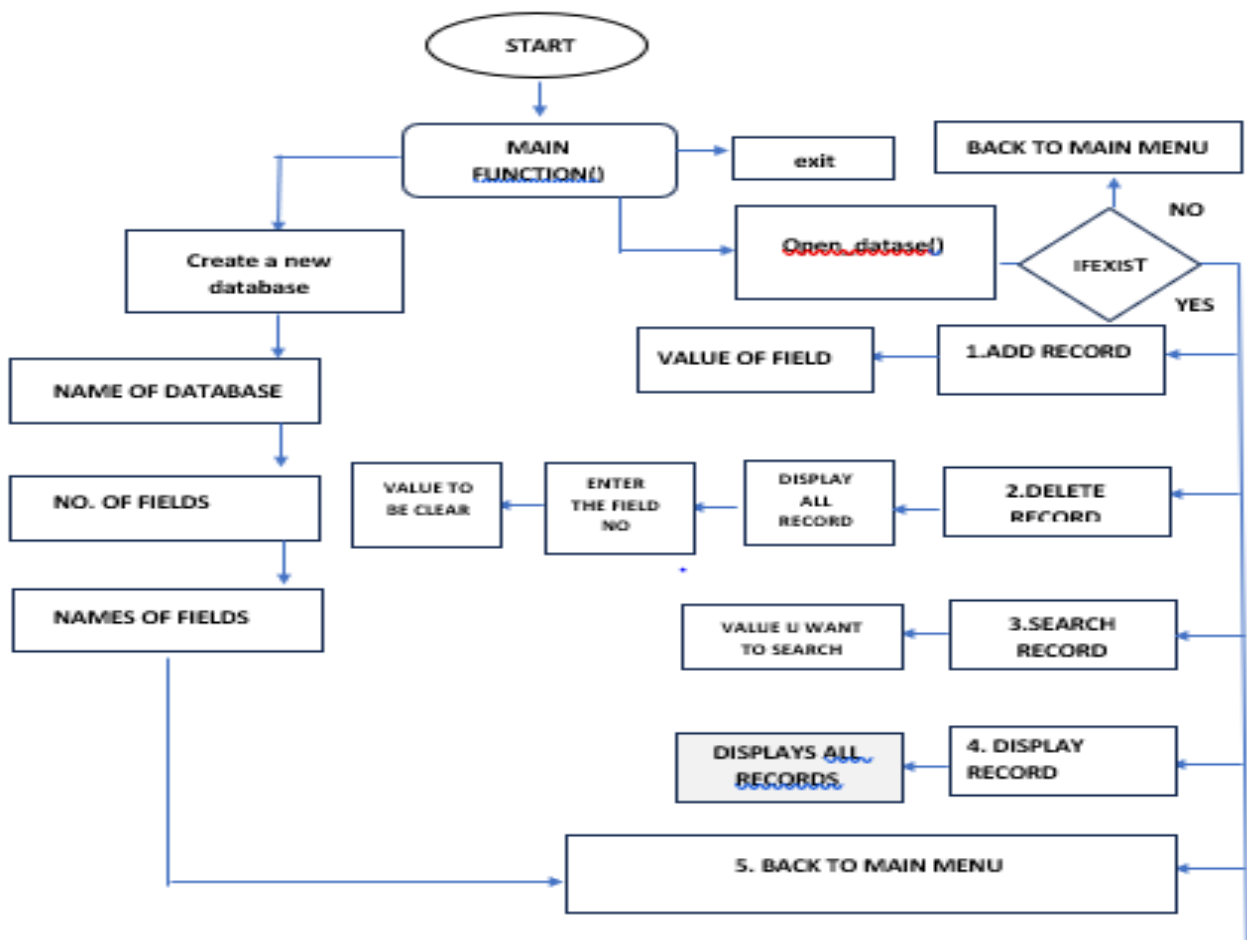 START
MAIN
FUNCTION()
exit
BACK TO MAIN MENU
NO
Open_datase()
IFEXIST
YES
Create a new
database
1.ADD RECORD
VALUE OF FIELD
NAME OF DATABASE
2.DELETE
RECORD
DISPLAY
ALL
RECORD
ENTER
THE FIELD
NO
VALUE TO
BE CLEAR
NO. OF FIELDS
NAMES OF FIELDS
3.SEARCH
RECORD
VALUE U WANT
TO SEARCH
4. DISPLAY
RECORD
DISPLAYS ALL
RECORDS
5. BACK TO MAIN MENU